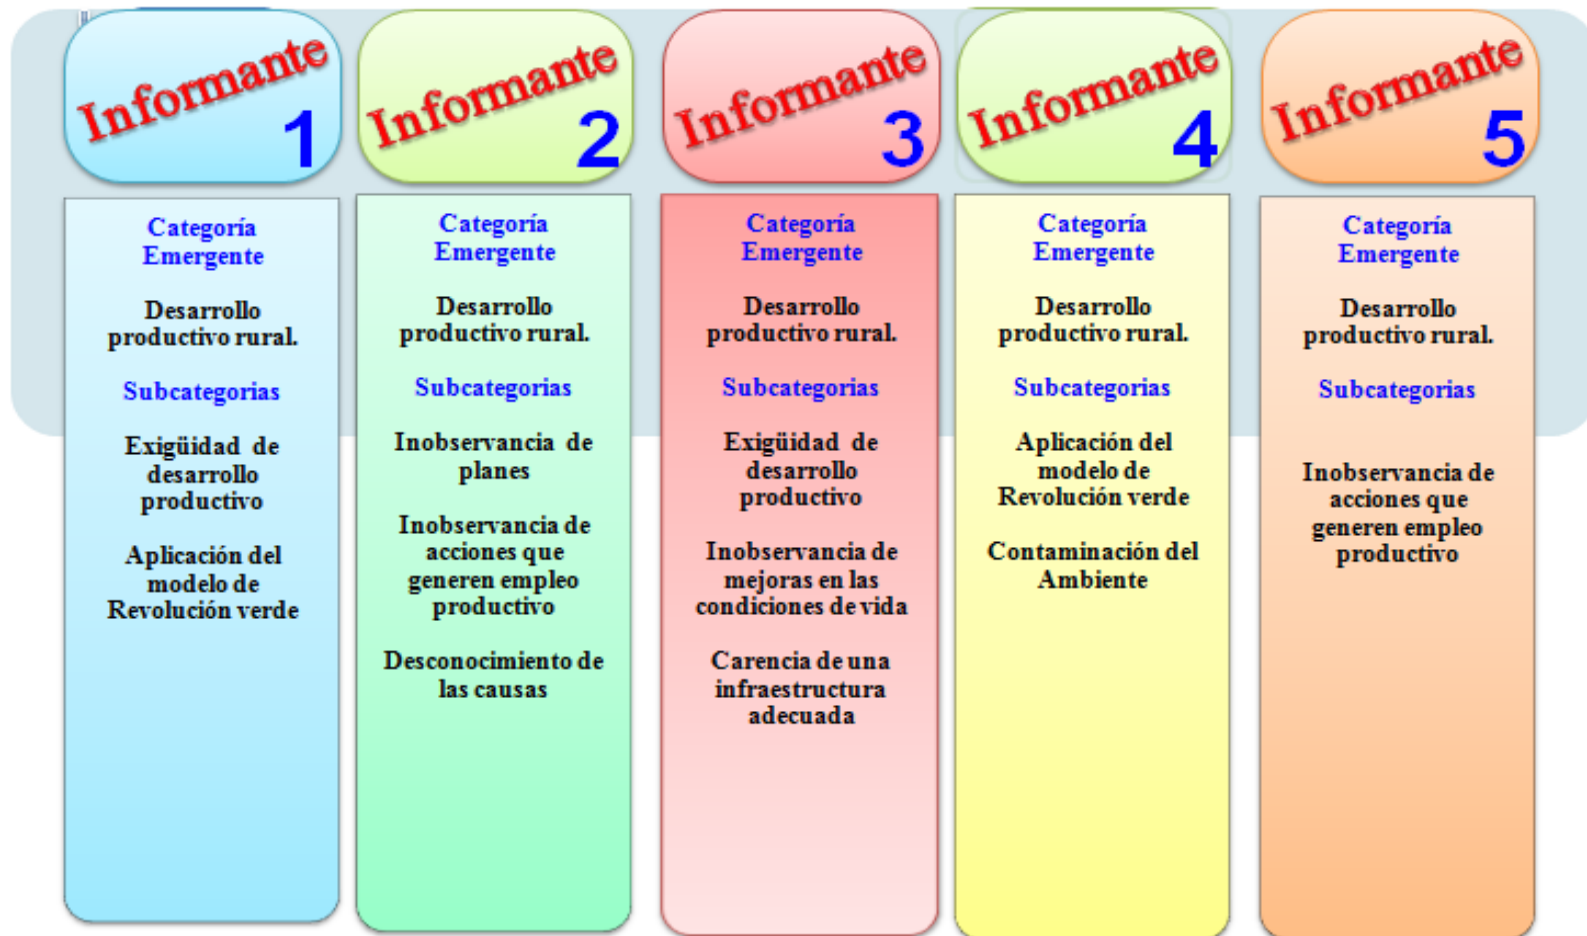 Informante
1
Categoría
Emergente
Desarrollo
productivo rural.
Subcategorias
Exigüidad de
desarrollo
productivo
Aplicación del
modelo de
Revolución verde
Informante
2
Categoría
Emergente
Desarrollo
productivo rural.
Subcategorias
Inobservancia de
planes
Inobservancia de
acciones que
generen empleo
productivo
Desconocimiento de
las causas
Informante
3
Categoría
Emergente
Desarrollo
productivo rural.
Subcategorias
Exigüidad de
desarrollo
productivo
Inobservancia de
mejoras en las
condiciones de vida
Carencia de una
infraestructura
adecuada
Informante
4
Categoría
Emergente
Desarrollo
productivo rural.
Subcategorias
Aplicación del
modelo de
Revolución verde
Contaminación del
Ambiente
Informante
5
Categoría
Emergente
Desarrollo
productivo rural.
Subcategorias
Inobservancia de
acciones que
generen empleo
productivo